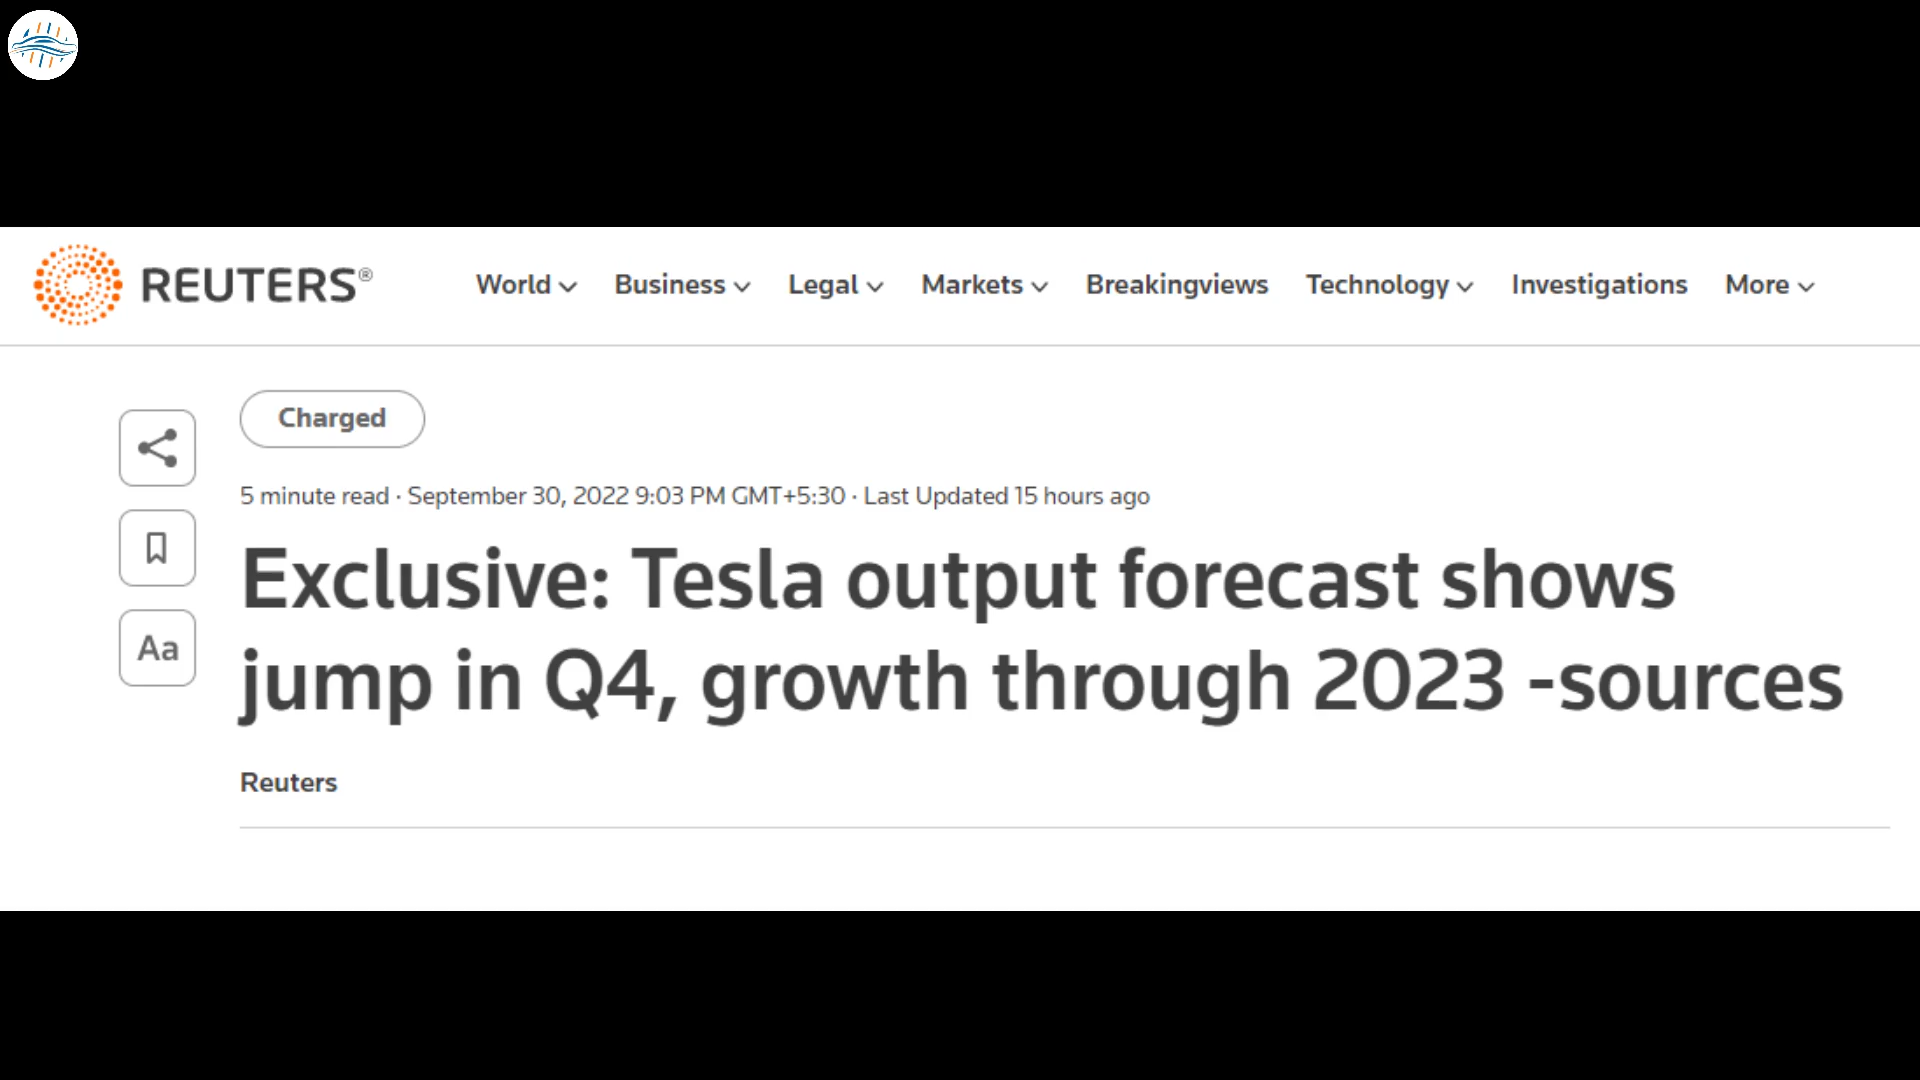 REUTERS®
World Business Legal Markets Breakingviews Technology Investigations More
Charged
5 minute read · September 30, 2022 9:03 PM GMT+5:30 · Last Updated 15 hours ago
Aa
Exclusive: Tesla output forecast shows
jump in Q4, growth through 2023 -sources
Reuters